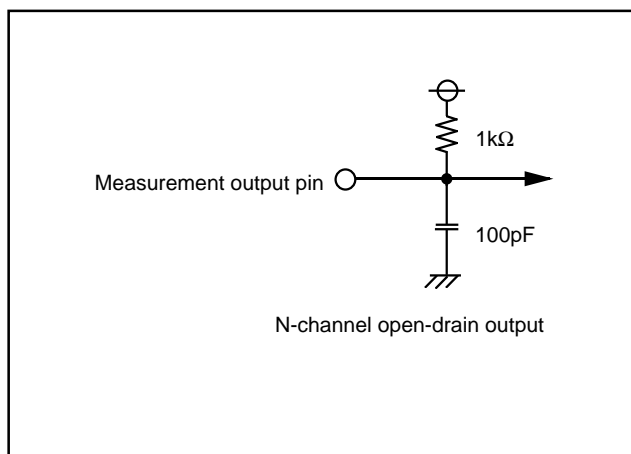 1kΩ
Measurement output pin
100pF
N-channel open-drain output